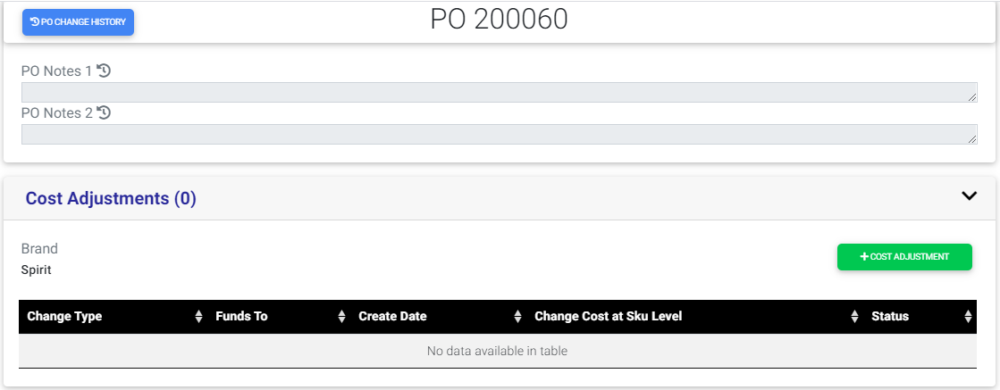 PO CHANGE HISTORY
PO 200060
PO Notes 1
PO Notes 2
Cost Adjustments (0)
Brand
Spirit
+ COST ADJUSTMENT
Change Type Funds To Create Date Change Cost at Sku Level Status
No data available in table